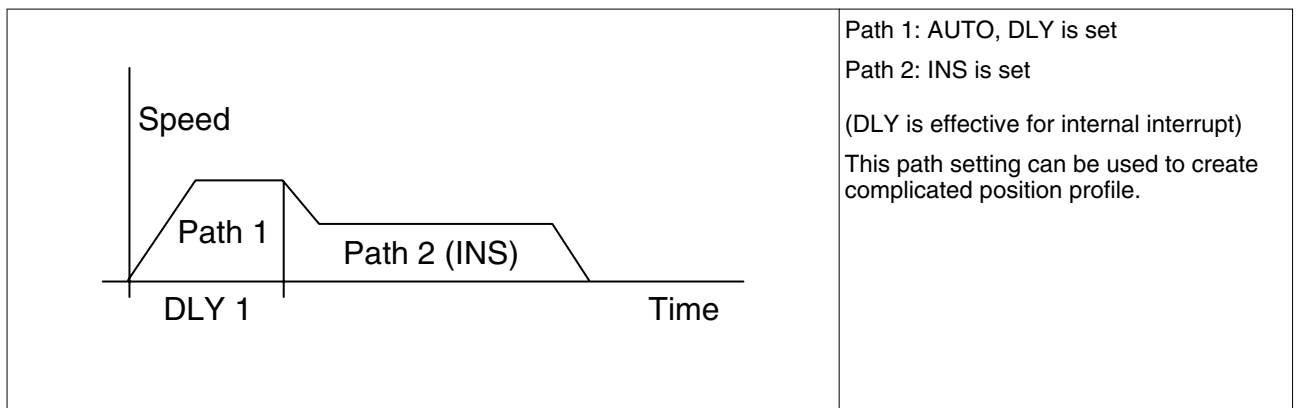 Speed
Path 1
Path 2 (INS)
DLY 1
Time
Path 1: AUTO, DLY is set
Path 2: INS is set
(DLY is effective for internal interrupt)
This path setting can be used to create
complicated position profile.